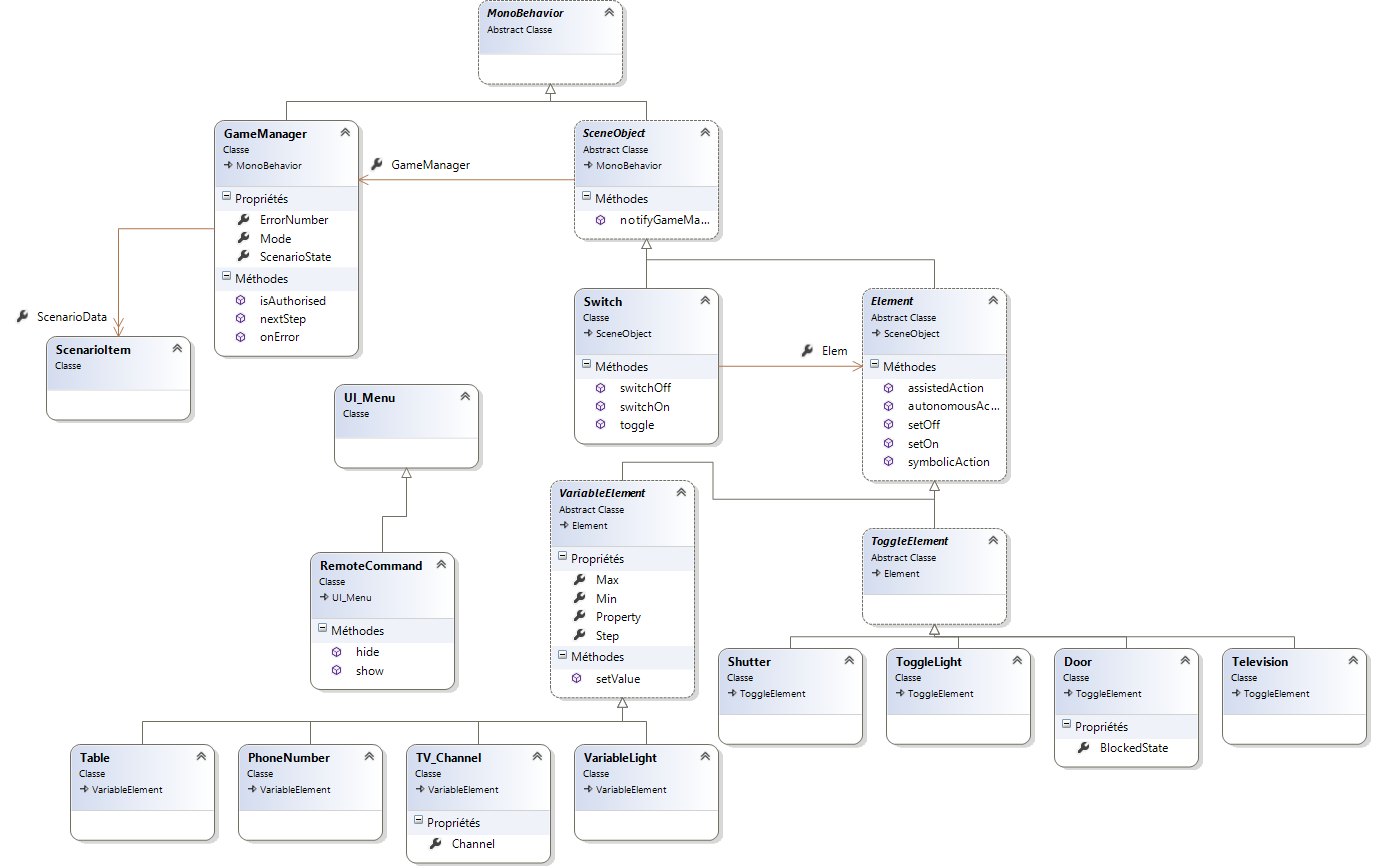 MonoBehavior
Abstract Classe
GameManager
Classe
MonoBehavior
Propriétés
ErrorNumber
Mode
ScenarioState
Méthodes
isAuthorised
nextStep
onError
GameManager
SceneObject
Abstract Classe
MonoBehavior
Méthodes
notifyGameMa...
ScenarioData
ScenarioItem
Classe
Switch
Classe
SceneObject
Méthodes
switchOff
switchOn
toggle
Elem
Element
Abstract Classe
SceneObject
Méthodes
assistedAction
autonomousAc...
setOff
setOn
symbolicAction
UI_Menu
Classe
RemoteCommand
Classe
UI_Menu
Méthodes
hide
show
VariableElement
Abstract Classe
Element
Propriétés
Max
Min
Property
Step
Méthodes
setValue
ToggleElement
Abstract Classe
Element
Shutter
Classe
ToggleElement
ToggleLight
Classe
ToggleElement
Door
Classe
ToggleElement
Propriétés
BlockedState
Television
Classe
ToggleElement
Table
Classe
VariableElement
PhoneNumber
Classe
VariableElement
TV_Channel
Classe
VariableElement
Propriétés
Channel
VariableLight
Classe
VariableElement